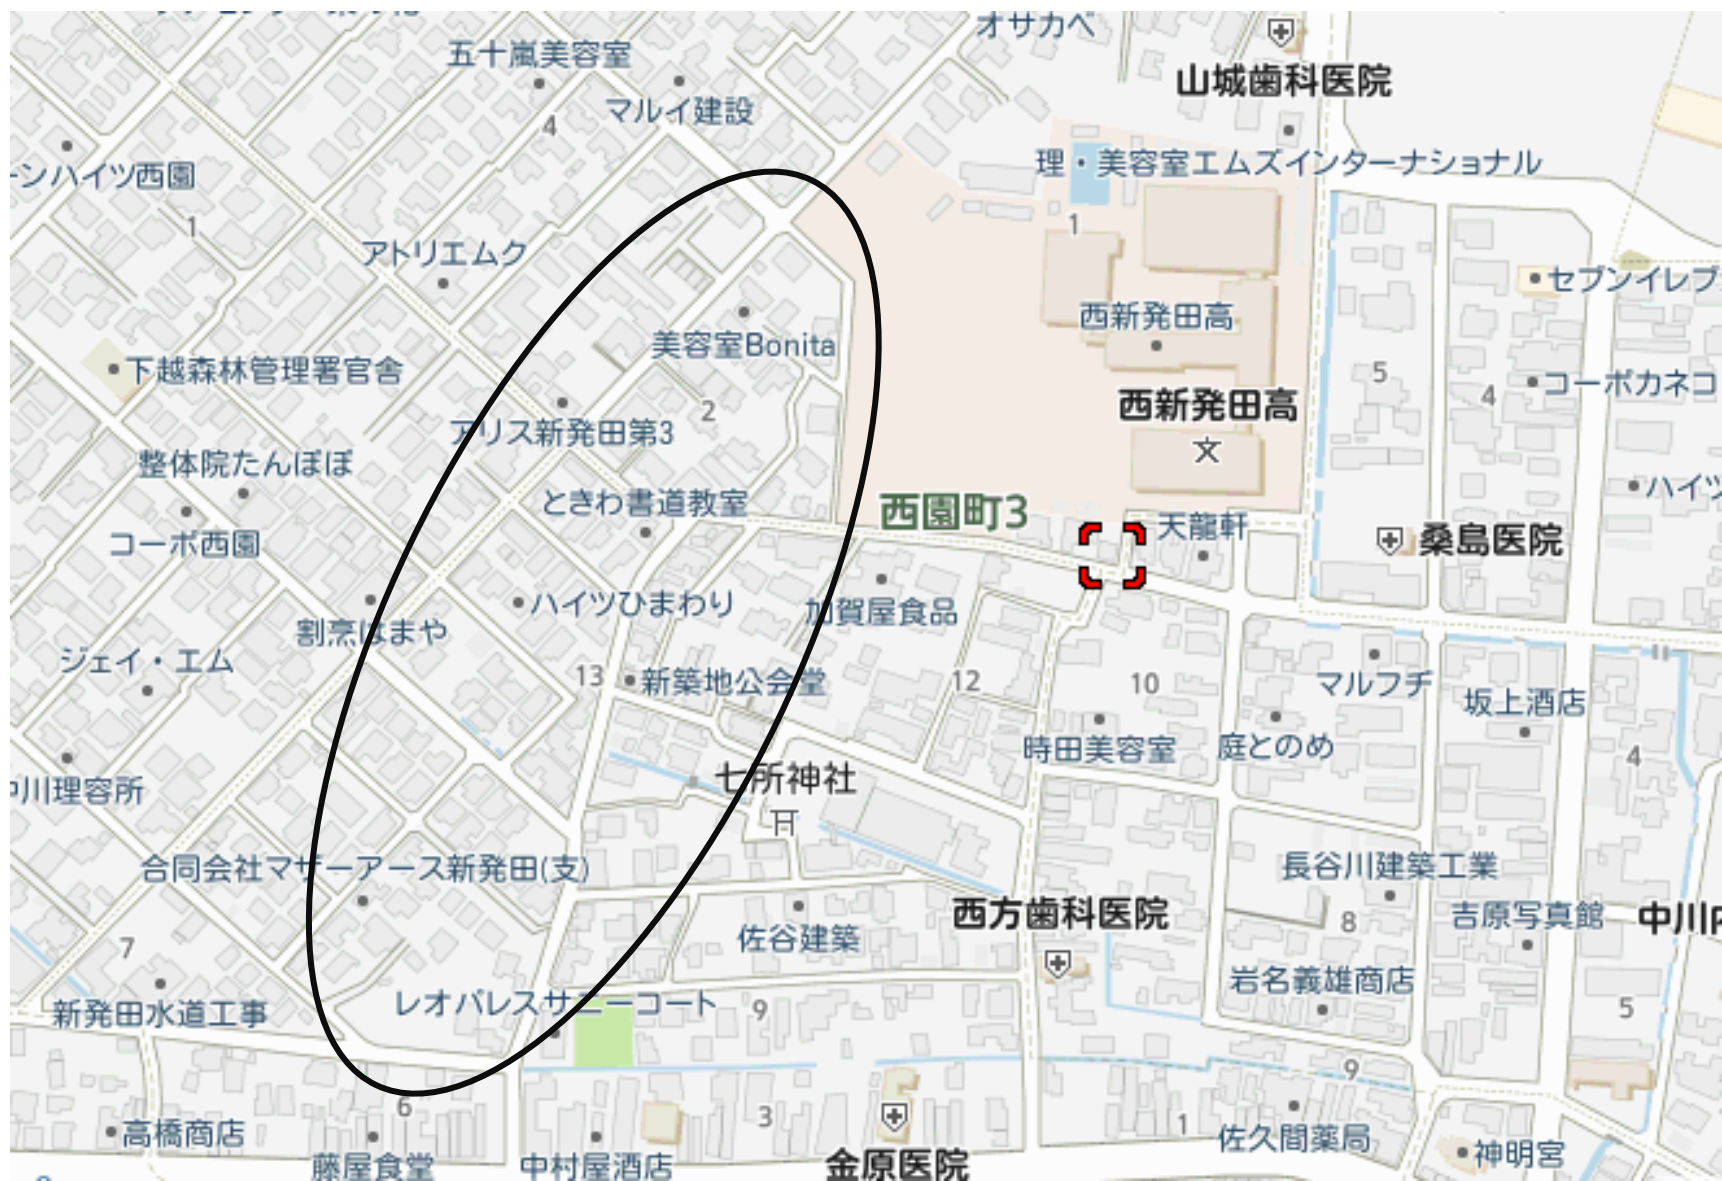 オサカベ
五十嵐美容室
山城歯科医院
マルイ建設
4
理・美容室エムズインターナショナル
ーンハイツ西園
1
1
アトリエムク
セブンイレブ
西新発田高
美容室Bonita
下越森林管理署官舎
5
コーポカネコ
4
西新発田高
2
アリス新発田第3
整体院たんぽぽ
ハイツ
ときわ書道教室
西園町3
天龍軒
桑島医院
コーポ西園
ハイツひまわり
加賀屋食品
割烹はまや
ジェイ・エム
13
新築地公会堂
12
10
マルフヂ
坂上酒店
時田美容室
庭とのめ
4
七所神社
中川理容所
合同会社マザーアース新発田(支)
長谷川建築工業
西方歯科医院
8
吉原写真館
中川内
佐谷建築
7
岩名義雄商店
新発田水道工事
レオパレスサニーコート
9
5
9
6
3
1
高橋商店
佐久間薬局
藤屋食堂
中村屋酒店
金原医院
神明宮